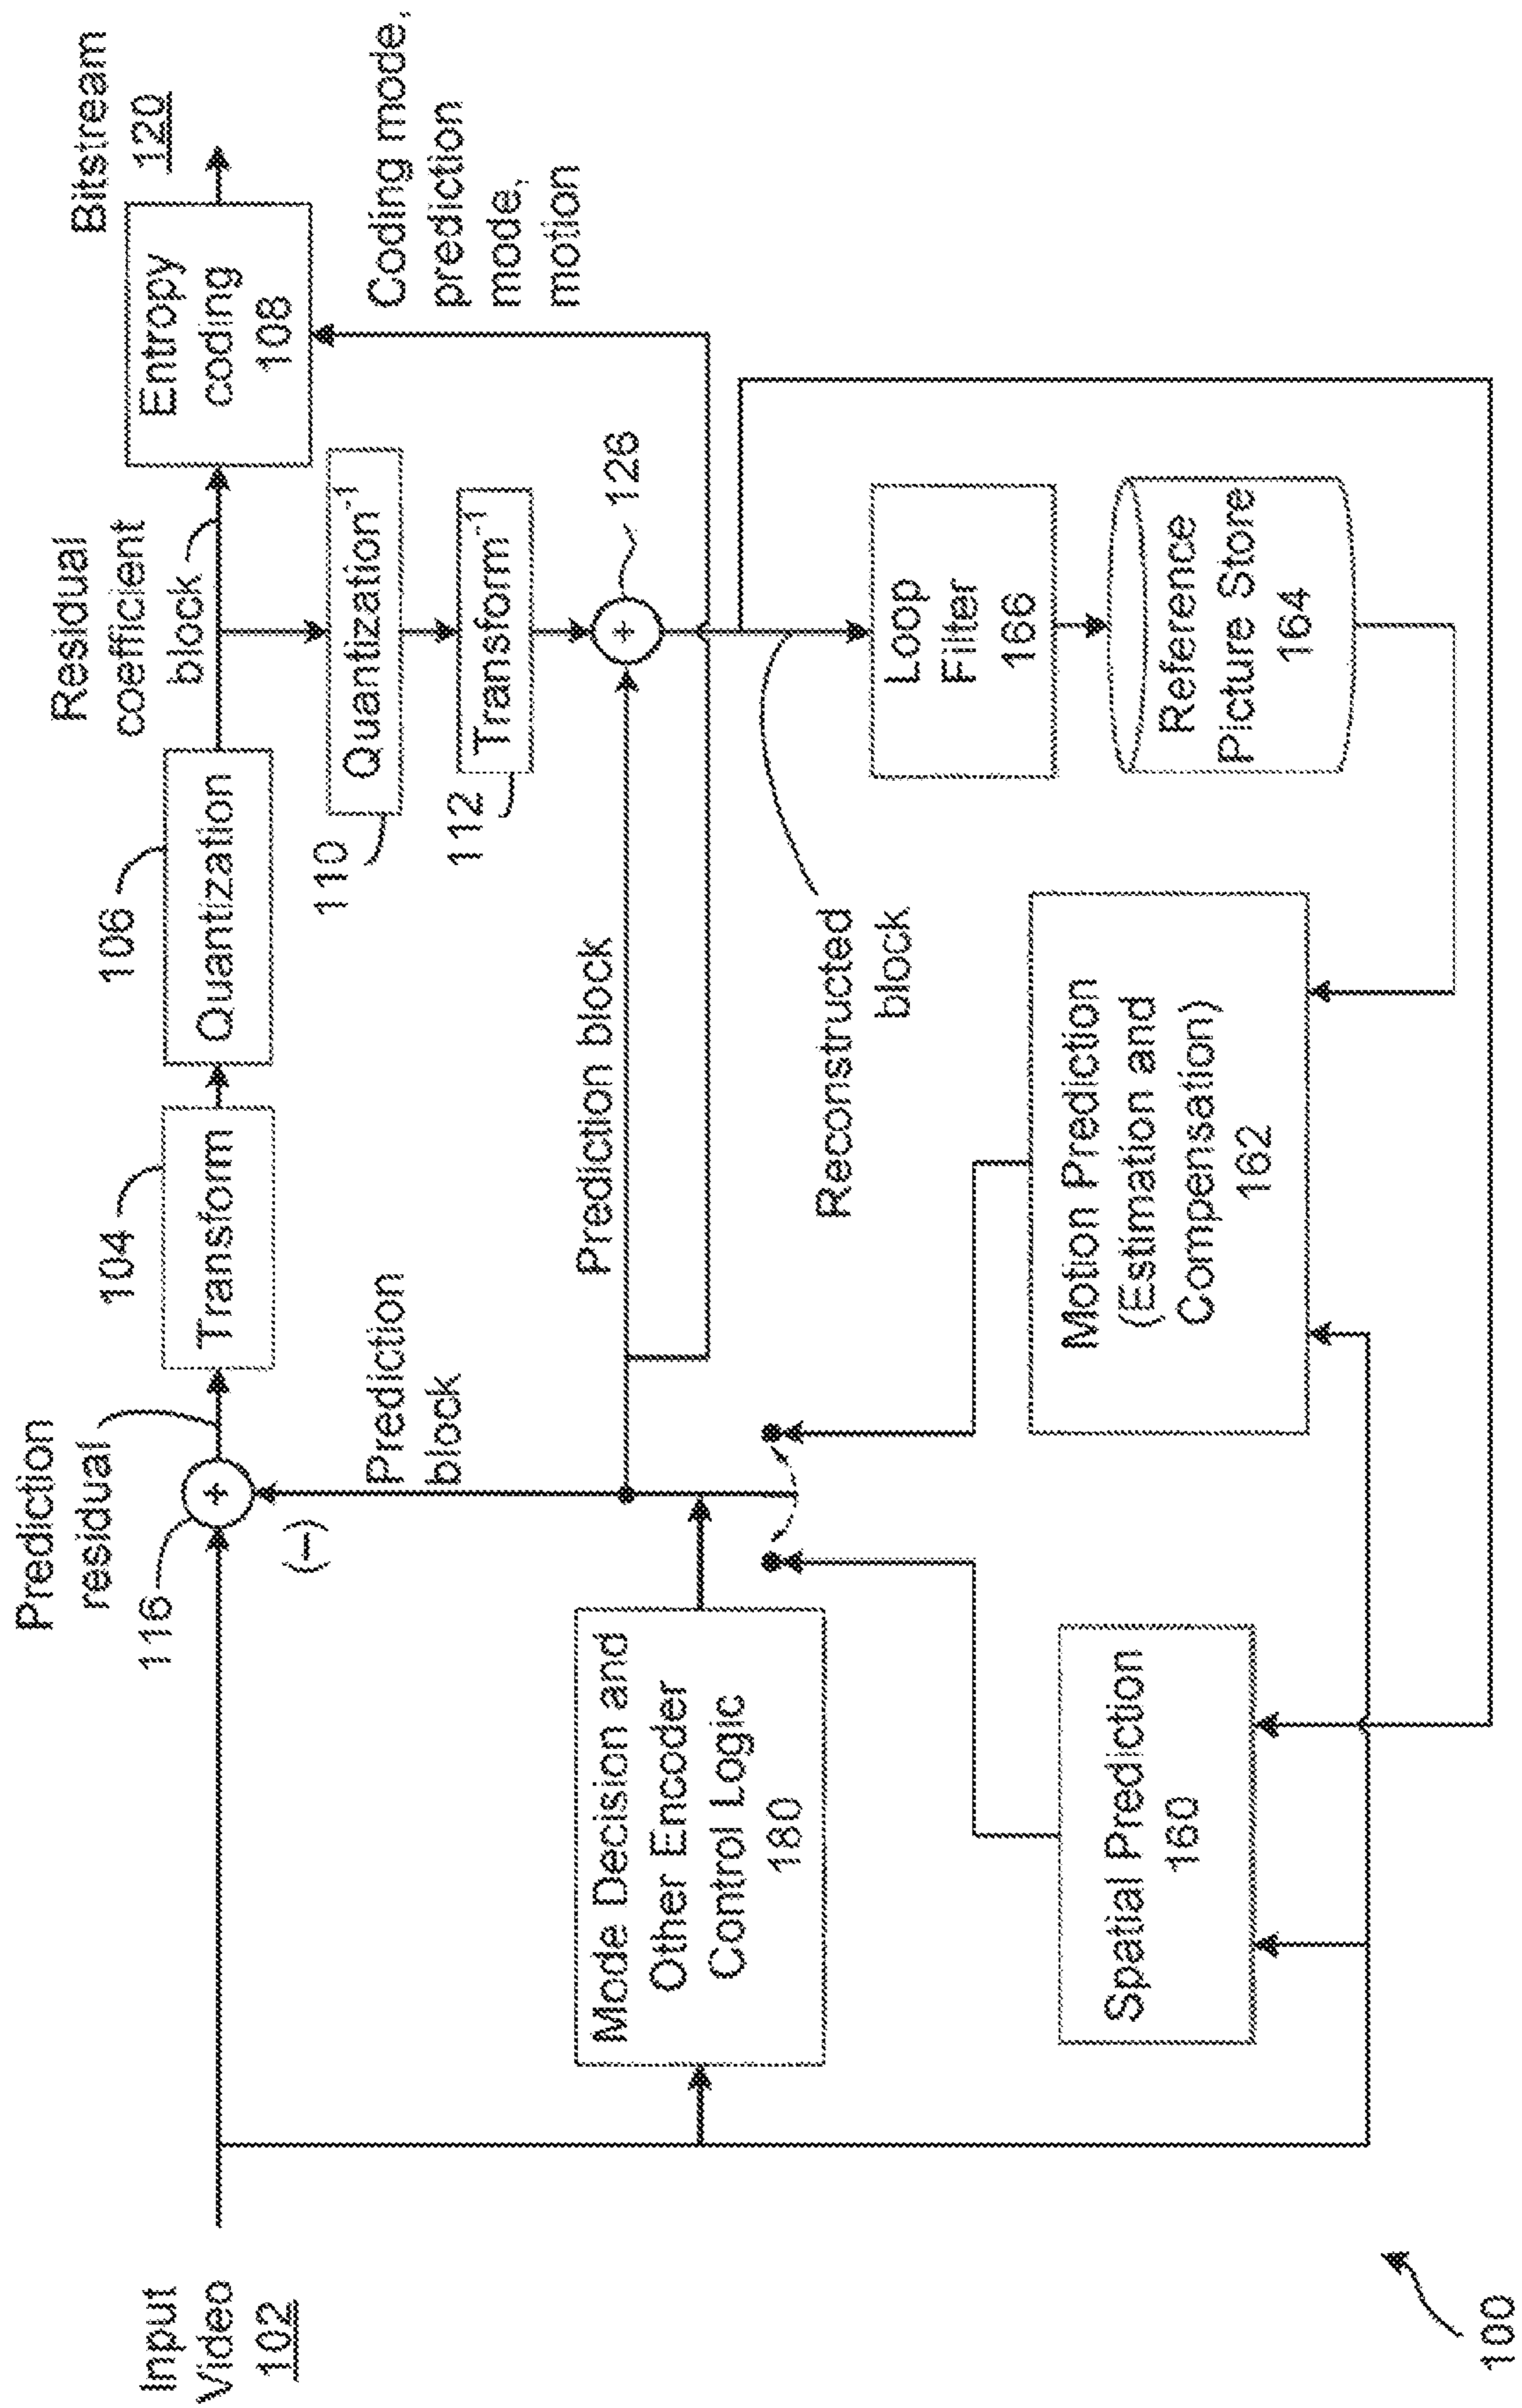 Input
Video
102
Prediction
residual
116
(-)
104
Transform
106
Quantization
Residual
coefficient
block
Entropy
coding
108
Bitstream
120
Coding mode,
prediction
mode,
motion
Quantization-1
110
Transform-1
112
+
+
126
Prediction
block
Prediction block
Mode Decision and
Other Encoder
Control Logic
180
Reconstructed
block
Loop
Filter
166
Reference
Picture Store
164
Motion Prediction
(Estimation and
Compensation)
162
Spatial Prediction
160
100